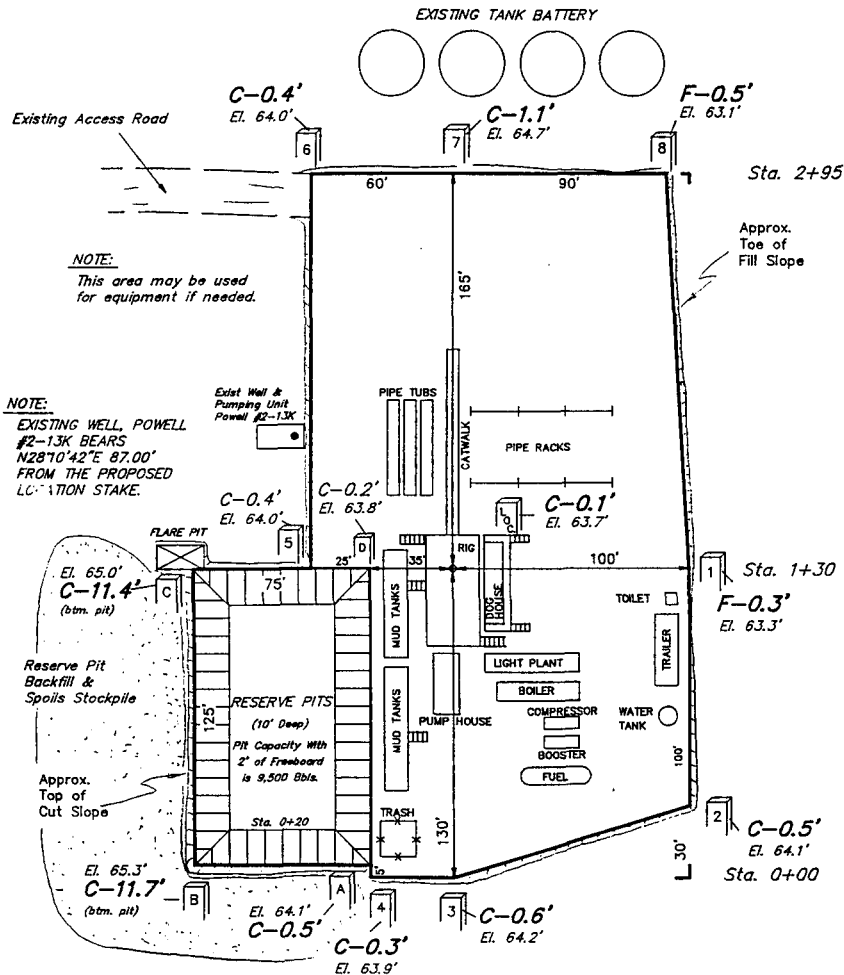 EXISTING TANK BATTERY
C-0.4'
El. 64.0'
C-1.1'
El. 64.7'
F-0.5'
El. 63.1'
Existing Access Road
6
7
8
Sta. 2+95
60'
90'
Approx.
Toe of
Fill Slope
NOTE:
This area may be used
for equipment if needed.
165'
Exist Well &
Pumping Unit
Powell #2-13K
PIPE TUBS
CATWALK
PIPE RACKS
NOTE:
EXISTING WELL, POWELL
#2-13K BEARS
N28°10'42"E 87.00'
FROM THE PROPOSED
LOCATION STAKE.
C-0.4'
El. 64.0'
C-0.2'
El. 63.8'
LOC.
C-0.1'
El. 63.7'
FLARE PIT
5
D
25'
35'
RIG
100'
1
Sta. 1+30
El. 65.0'
C-11.4'
(btm. pit)
C
75'
F-0.3'
El. 63.3'
MUD TANKS
DOG HOUSE
TOILET
TRAILER
Reserve Pit
Backfill &
Spoils Stockpile
LIGHT PLANT
BOILER
RESERVE PITS
(10' Deep)
Pit Capacity With
2' of Freeboard
is 9,500 Bbls.
125'
MUD TANKS
PUMP HOUSE
COMPRESSOR
WATER
TANK
BOOSTER
FUEL
100'
Approx.
Top of
Cut Slope
Sta. 0+20
TRASH
130'
2
C-0.5'
El. 64.1'
El. 65.3'
C-11.7'
(btm. pit)
B
5'
30'
Sta. 0+00
El. 64.1'
C-0.5'
A
4
3
C-0.6'
El. 64.2'
C-0.3'
El. 63.9'